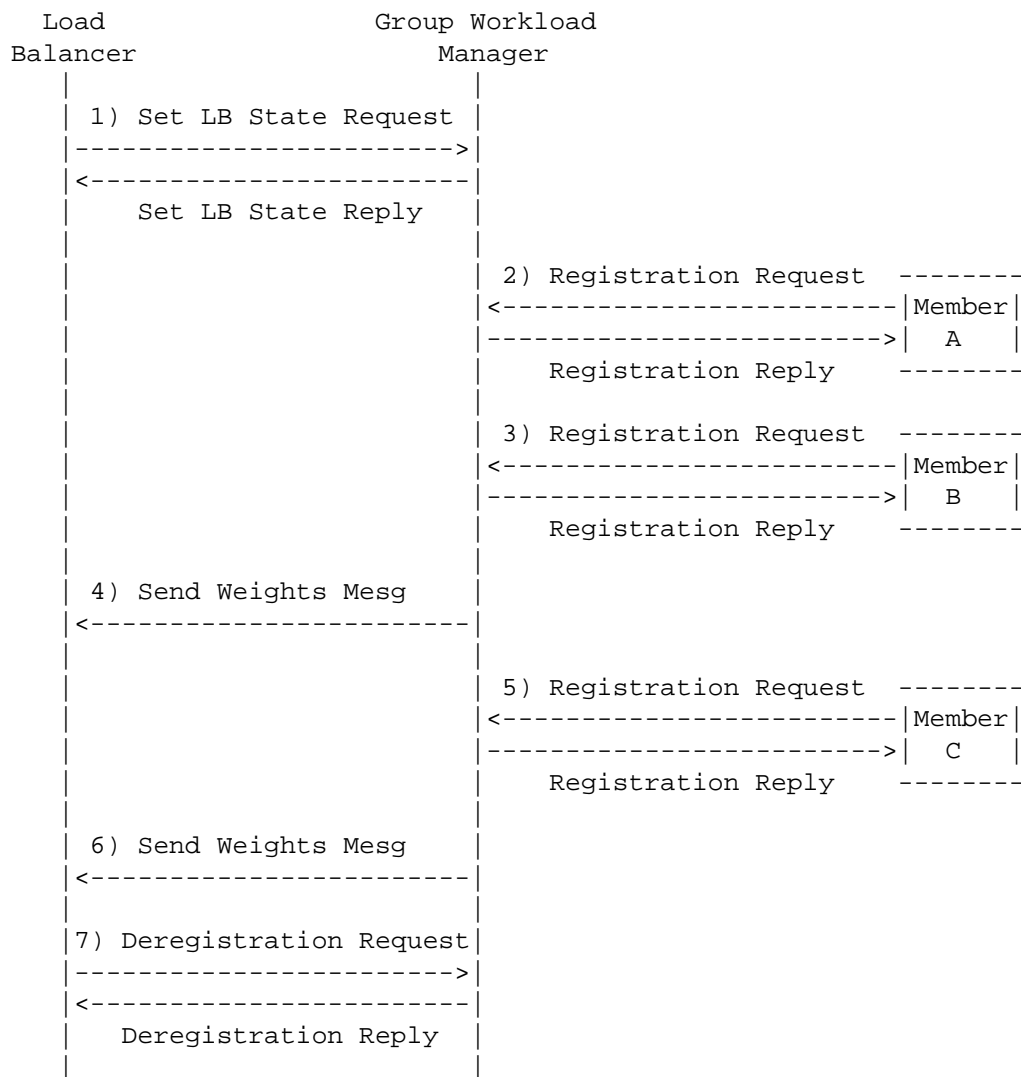 Load Group Workload
Balancer Manager
1) Set LB State Request
Set LB State Reply
2) Registration Request
Member
A
Registration Reply
3) Registration Request
Member
B
Registration Reply
4) Send Weights Mesg
5) Registration Request
Member
C
Registration Reply
6) Send Weights Mesg
7) Deregistration Request
Deregistration Reply